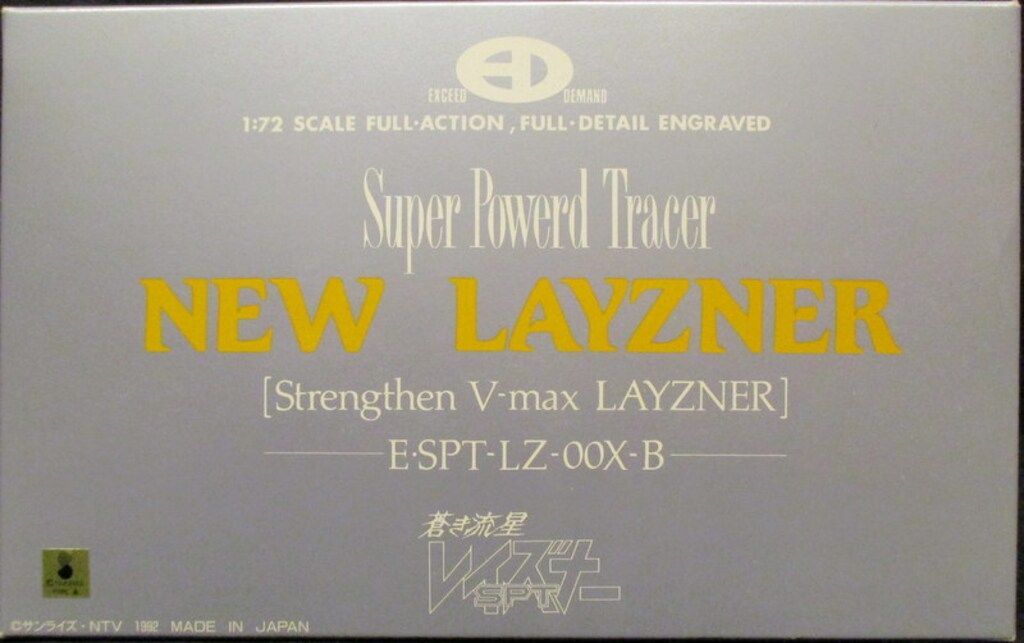 ED
EXCEED DEMAND
1:72 SCALE FULL·ACTION, FULL·DETAIL ENGRAVED
Super Powerd Tracer
NEW LAYZNER
[Strengthen V-max LAYZNER]
E·SPT-LZ-00X-B
蒼き流星
レイズナー
SPT
©サンライズ・NTV 1992 MADE IN JAPAN